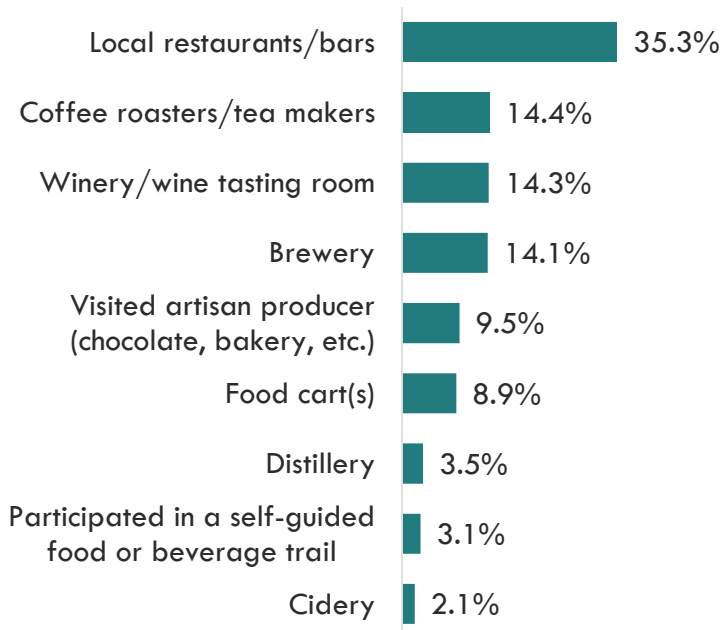 Local restaurants/bars 35.3%
Coffee roasters/tea makers 14.4%
Winery/wine tasting room 14.3%
Brewery 14.1%
Visited artisan producer
(chocolate, bakery, etc.) 9.5%
Food cart(s) 8.9%
Distillery 3.5%
Participated in a self-guided
food or beverage trail 3.1%
Cidery 2.1%